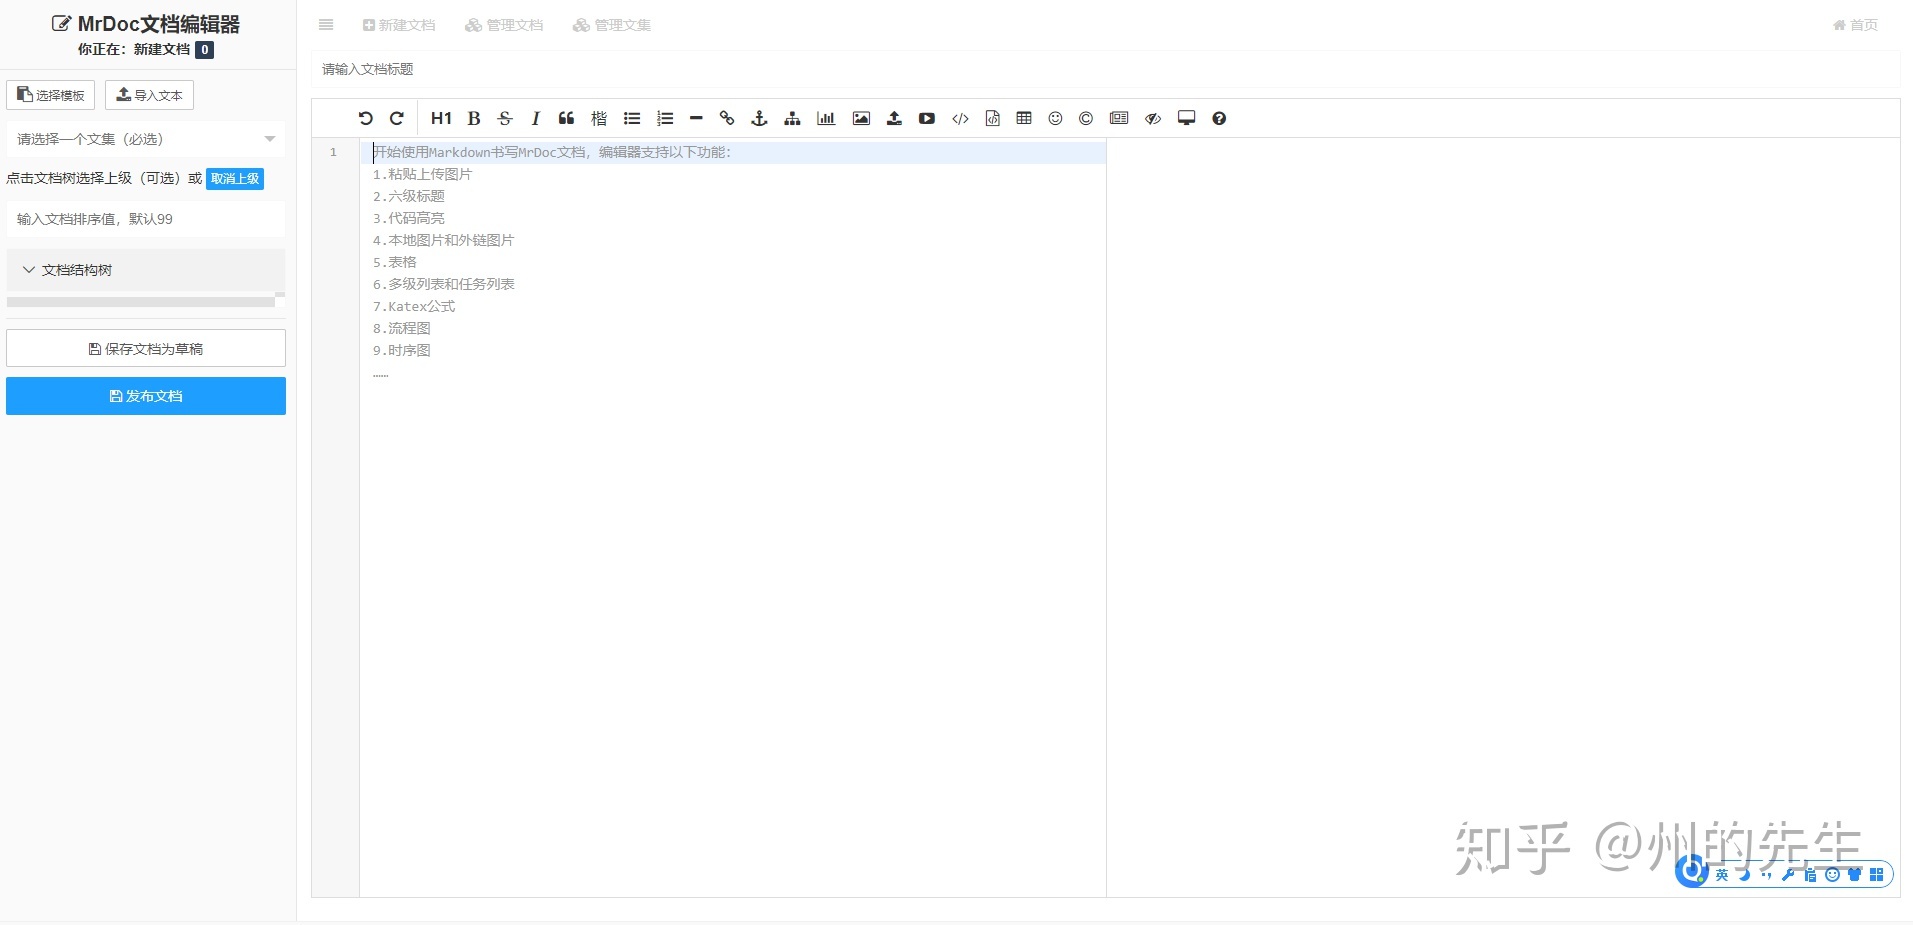 MrDoc文档编辑器
你正在：新建文档 0
选择模板 导入文本
请选择一个文集（必选）
点击文档树选择上级（可选）或 取消上级
输入文档排序值，默认99
文档结构树
保存文档为草稿
发布文档
新建文档 管理文档 管理文集 首页
请输入文档标题
H1 B S I 楷
1
开始使用Markdown书写MrDoc文档，编辑器支持以下功能：
1.粘贴上传图片
2.六级标题
3.代码高亮
4.本地图片和外链图片
5.表格
6.多级列表和任务列表
7.Katex公式
8.流程图
9.时序图
……
知乎 @州的先生
英